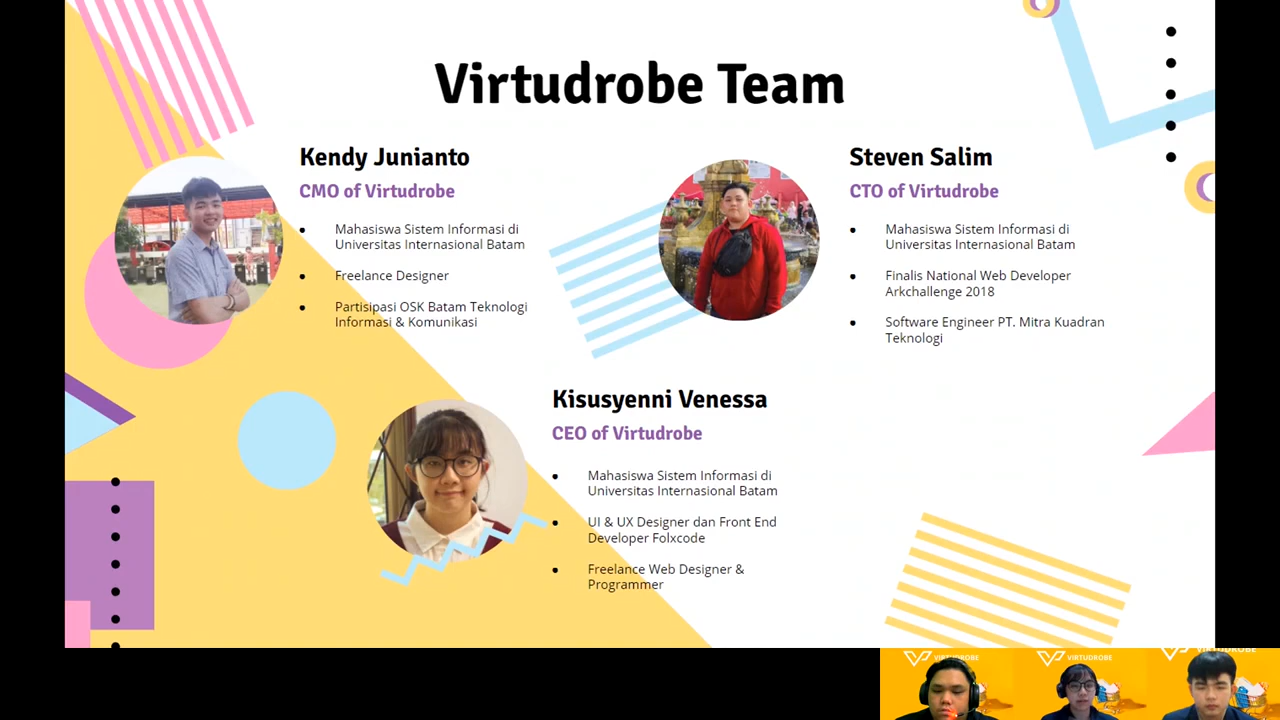 Virtudrobe Team
Kendy Junianto
CMO of Virtudrobe
Mahasiswa Sistem Informasi di
Universitas Internasional Batam
Freelance Designer
Partisipasi OSK Batam Teknologi
Informasi & Komunikasi
Steven Salim
CTO of Virtudrobe
Mahasiswa Sistem Informasi di
Universitas Internasional Batam
Finalis National Web Developer
Arkchallenge 2018
Software Engineer PT. Mitra Kuadran
Teknologi
Kisusyenni Venessa
CEO of Virtudrobe
Mahasiswa Sistem Informasi di
Universitas Internasional Batam
UI & UX Designer dan Front End
Developer Folxcode
Freelance Web Designer &
Programmer
VIRTUDROBE
VIRTUDROBE
VIRTUDROBE